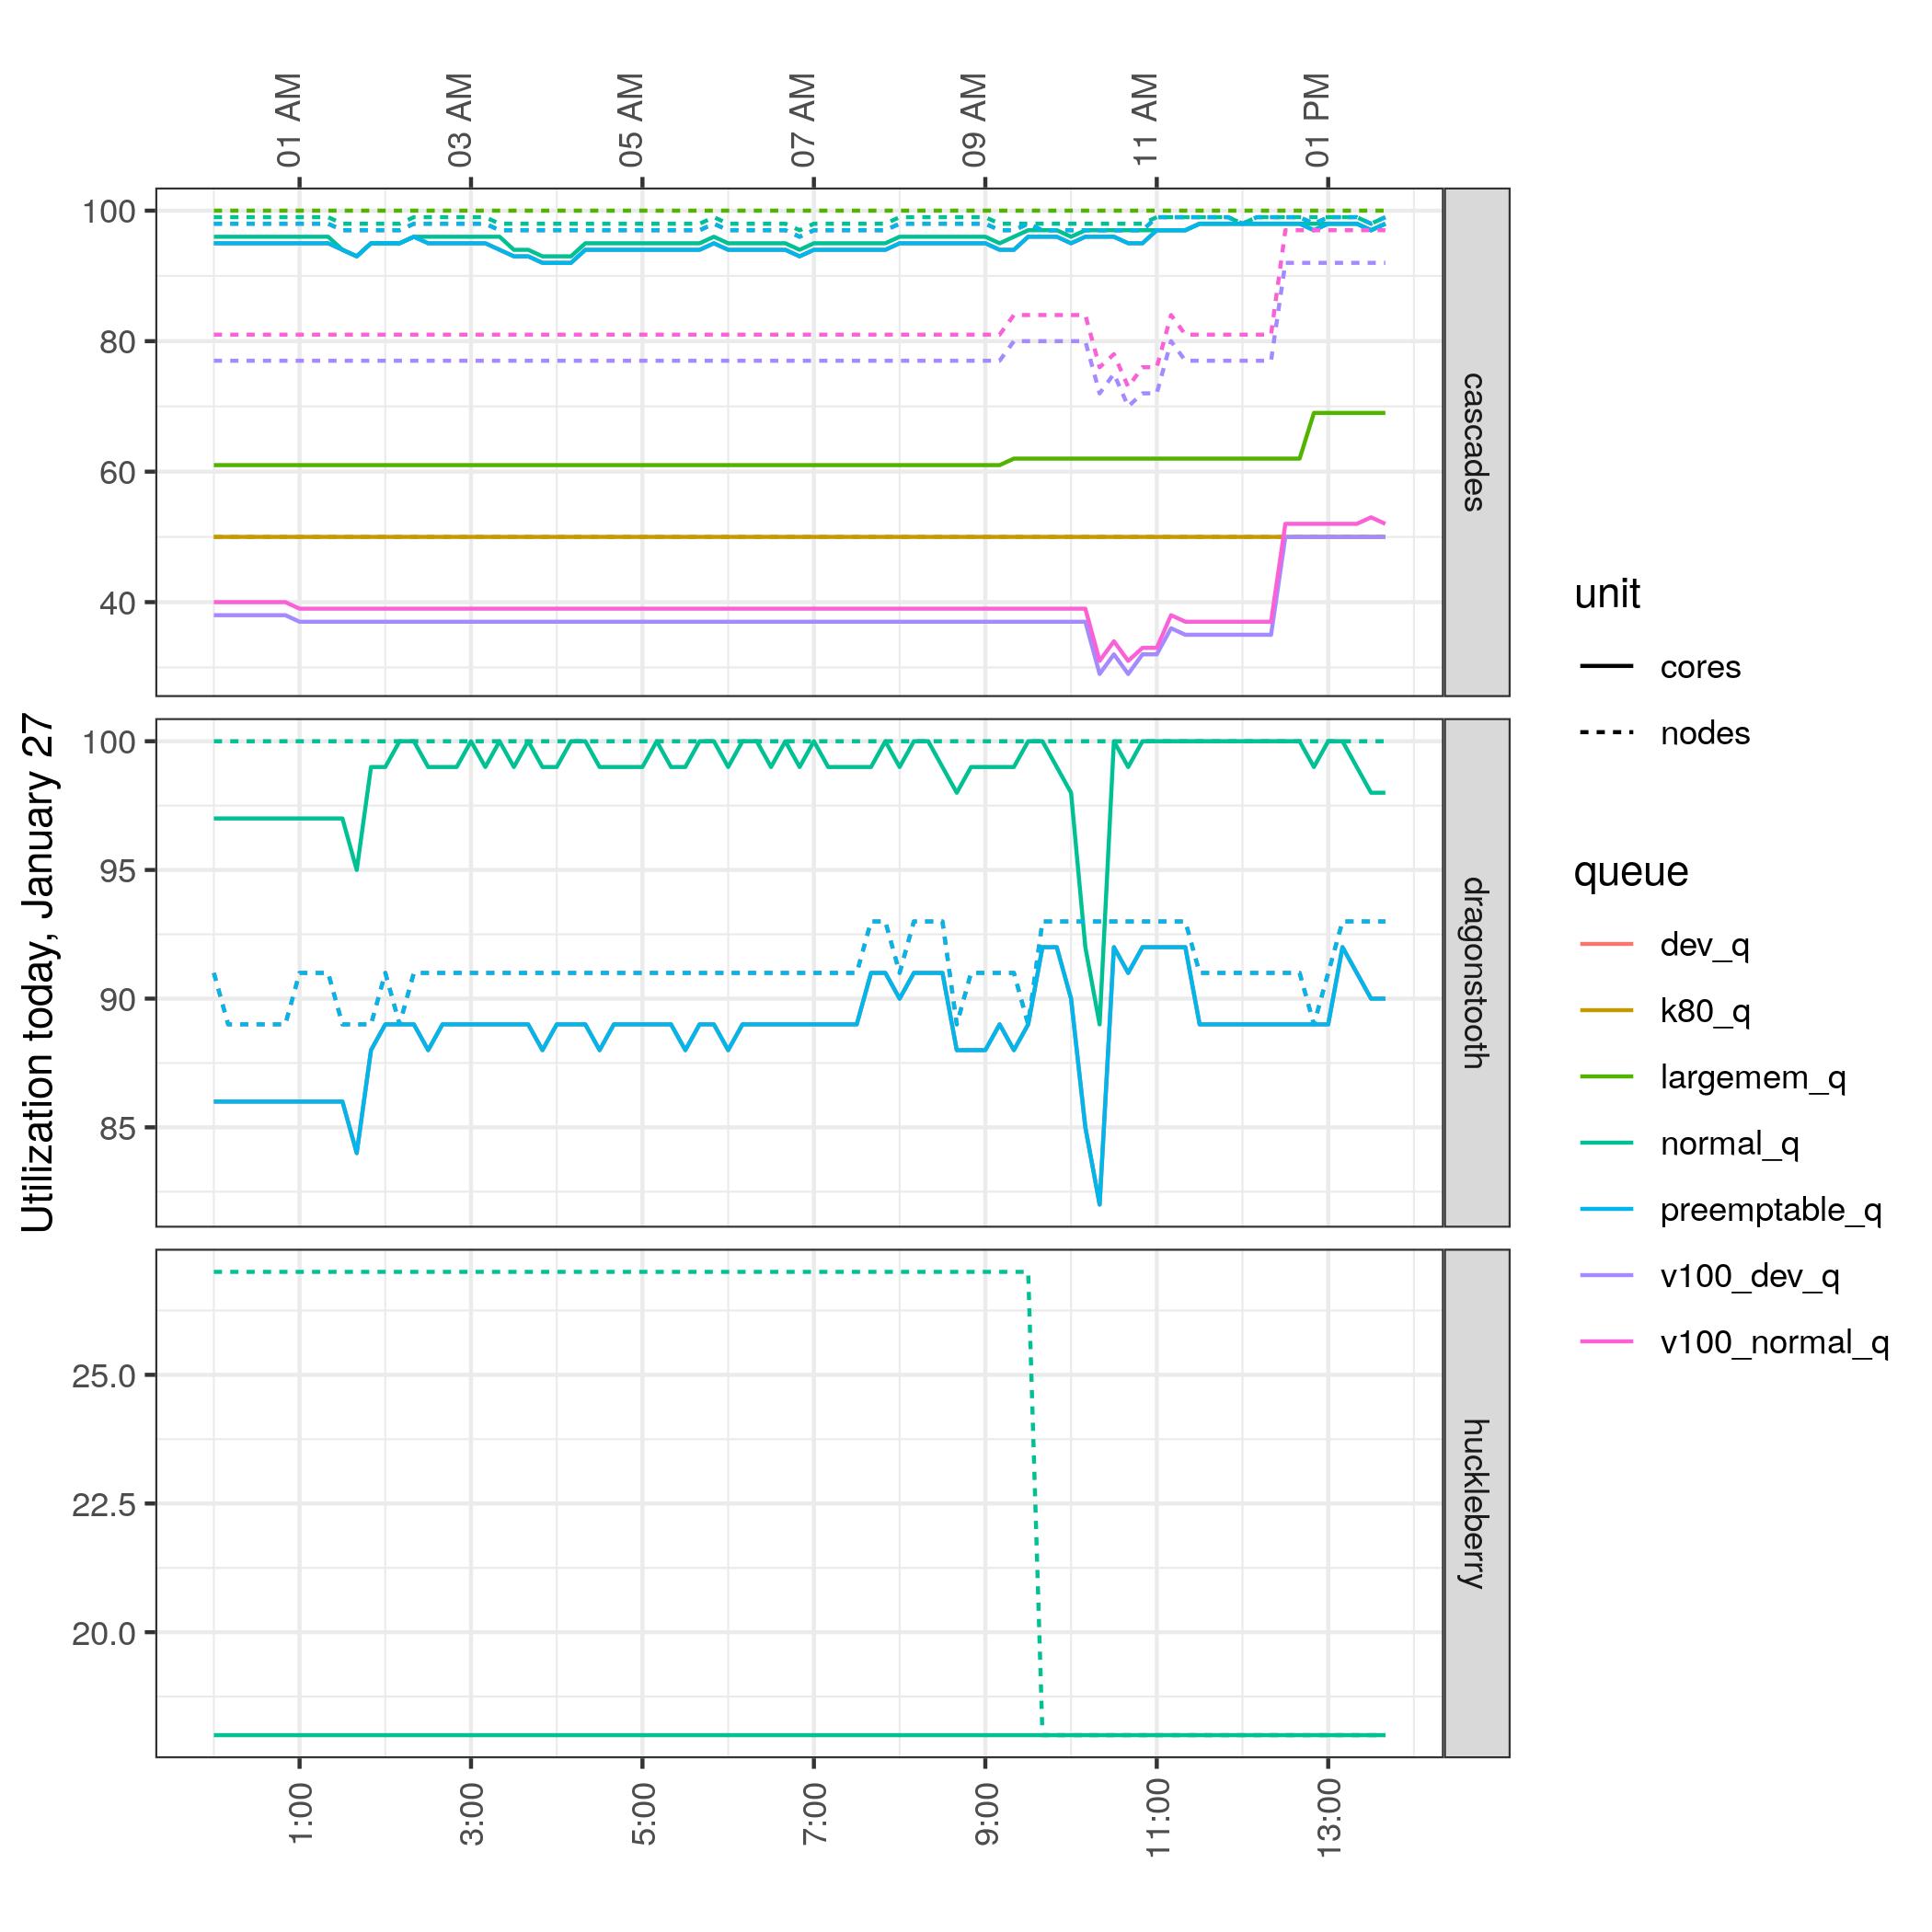 01 AM
03 AM
05 AM
07 AM
09 AM
11 AM
01 PM
Utilization today, January 27
100
80
60
40
cascades
100
95
90
85
dragonstooth
25.0
22.5
20.0
huckleberry
1:00
3:00
5:00
7:00
9:00
11:00
13:00
unit
cores
nodes
queue
dev_q
k80_q
largemem_q
normal_q
preemptable_q
v100_dev_q
v100_normal_q